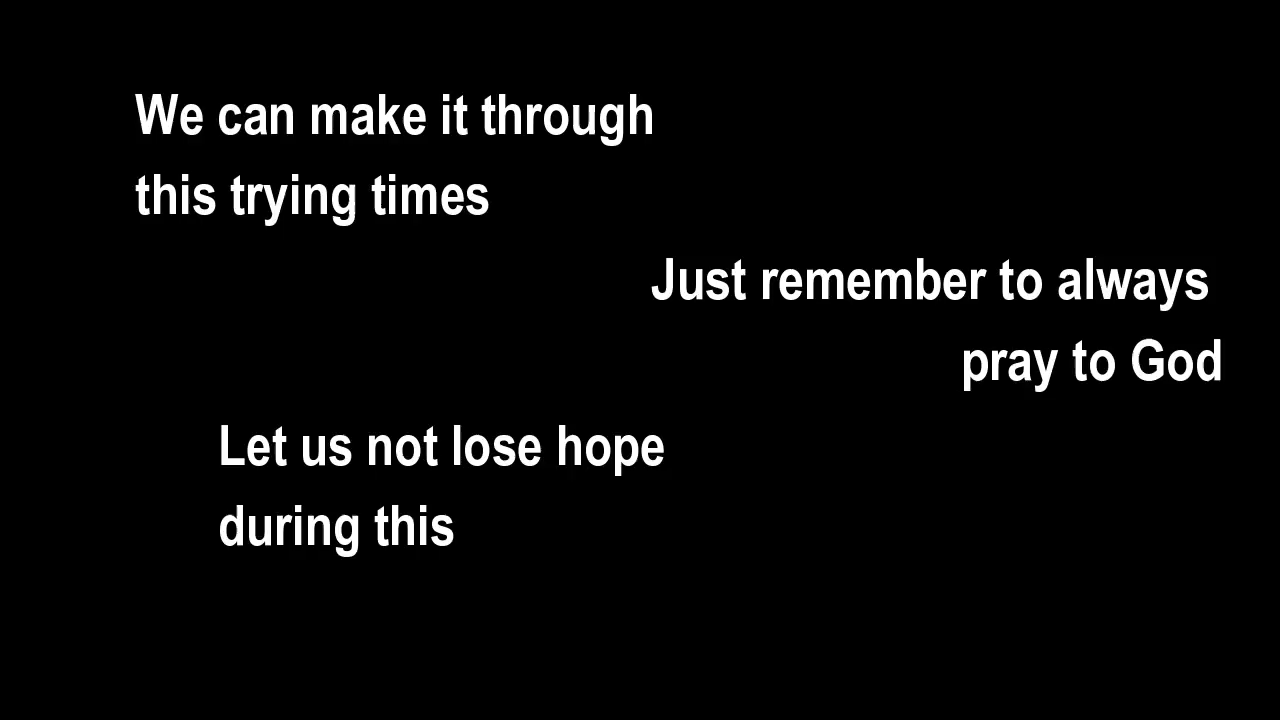 We can make it through
this trying times
Just remember to always
pray to God
Let us not lose hope
during this